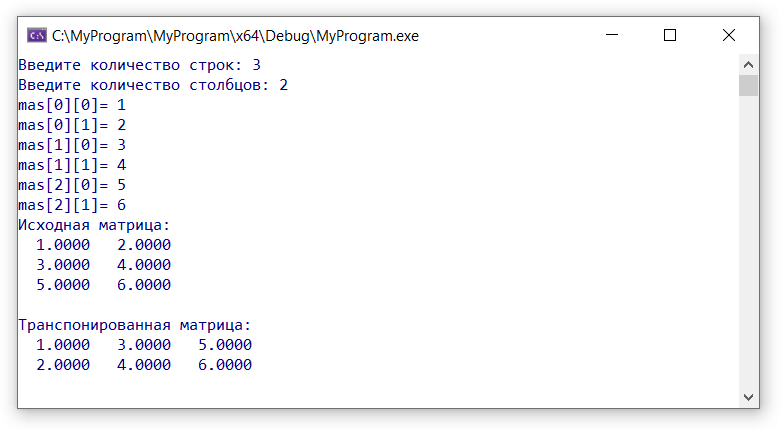 C:\MyProgram\MyProgram\x64\Debug\MyProgram.exe
Введите количество строк: 3
Введите количество столбцов: 2
mas[0][0]= 1
mas[0][1]= 2
mas[1][0]= 3
mas[1][1]= 4
mas[2][0]= 5
mas[2][1]= 6
Исходная матрица:
  1.0000   2.0000
  3.0000   4.0000
  5.0000   6.0000
Транспонированная матрица:
  1.0000   3.0000   5.0000
  2.0000   4.0000   6.0000